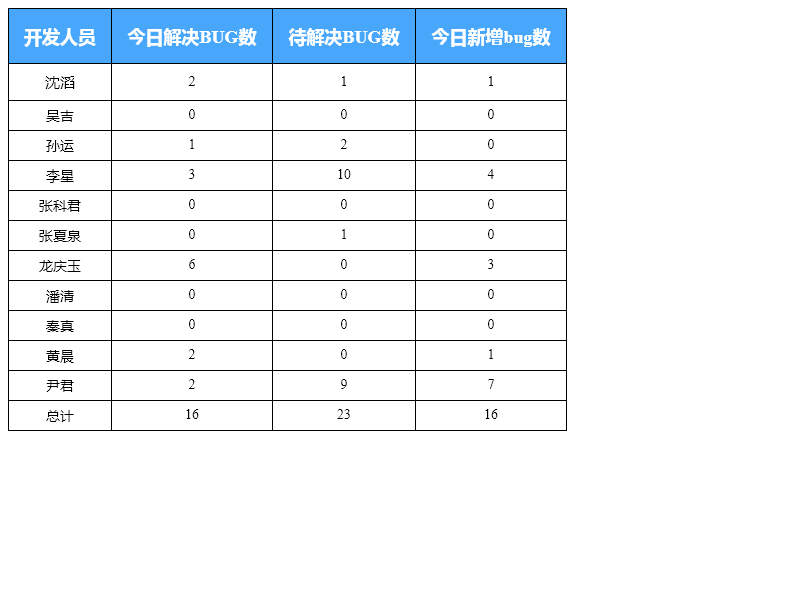 开发人员 今日解决BUG数 待解决BUG数 今日新增bug数
沈滔 2 1 1
吴吉 0 0 0
孙运 1 2 0
李星 3 10 4
张科君 0 0 0
张夏泉 0 1 0
龙庆玉 6 0 3
潘清 0 0 0
秦真 0 0 0
黄晨 2 0 1
尹君 2 9 7
总计 16 23 16